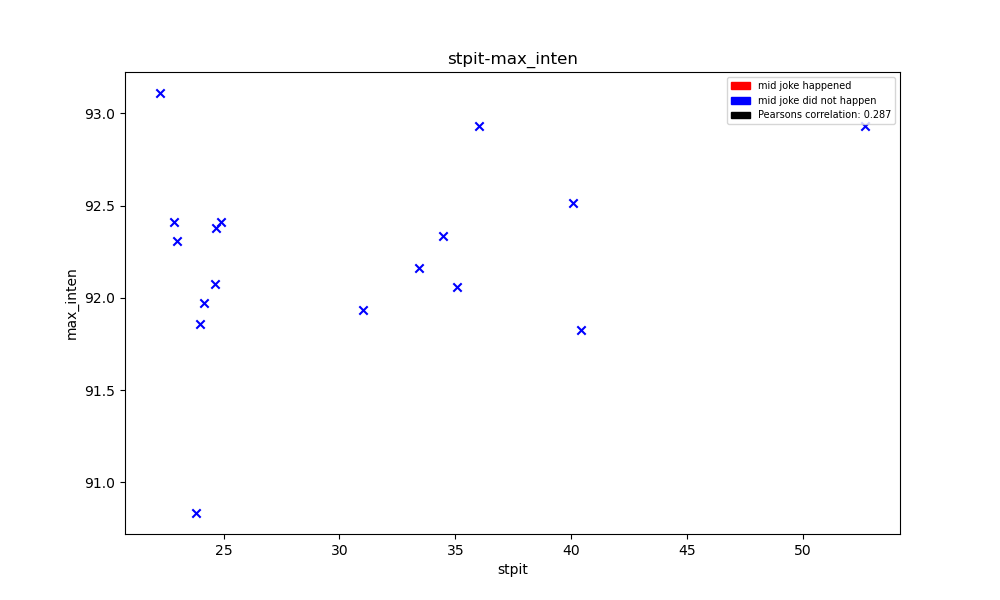 stpit-max_inten
mid joke happened
mid joke did not happen
Pearsons correlation: 0.287
93.0
92.5
92.0
91.5
91.0
max_inten
25 30 35 40 45 50
stpit